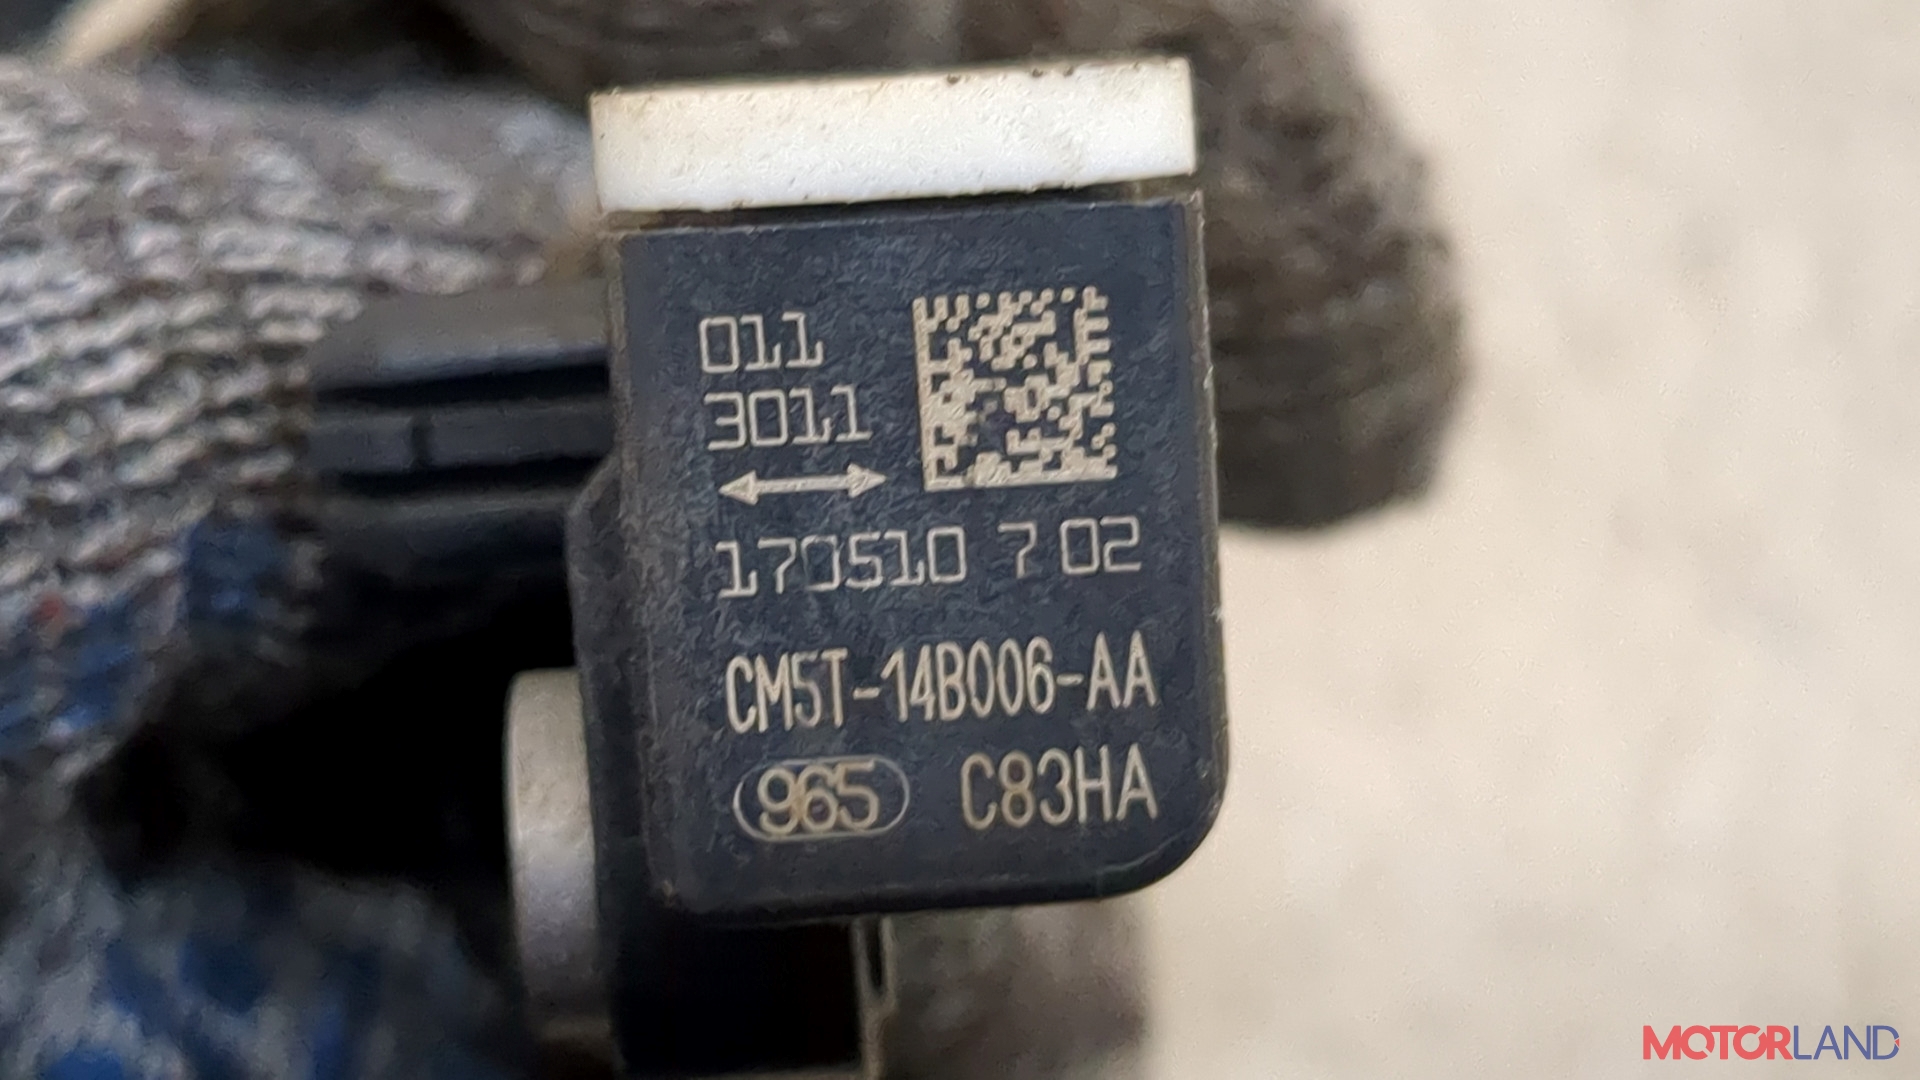 011
3011
170510 7 02
CM5T-14B006-AA
965 C83HA
MOTORLAND